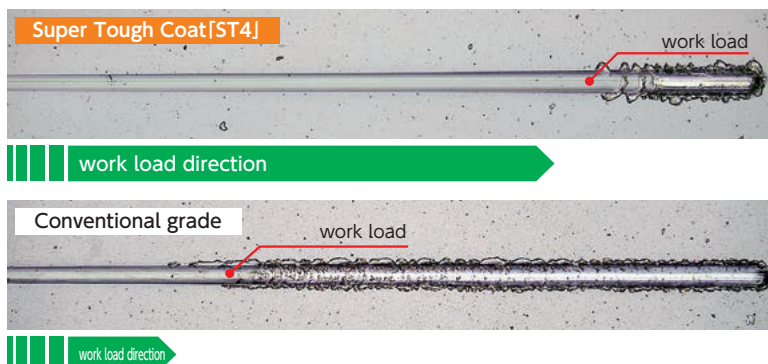 Super Tough Coat「ST4」
work load
work load direction
Conventional grade
work load
work load direction